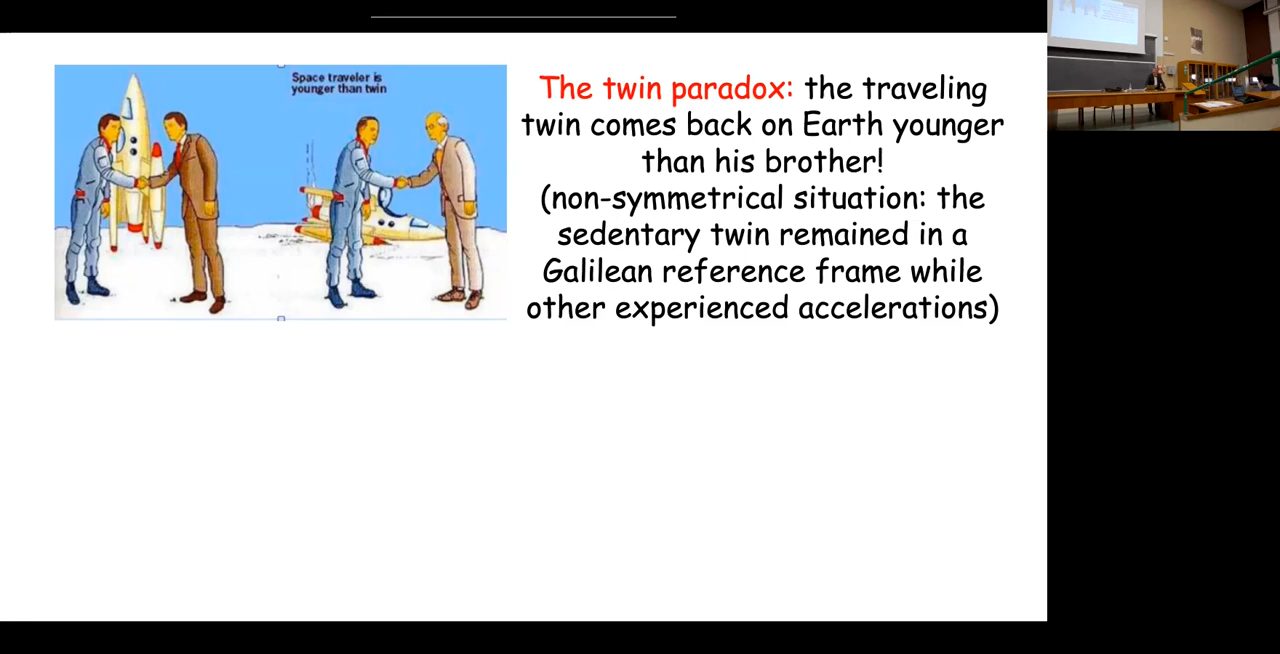 Space traveler is
younger than twin
The twin paradox: the traveling
twin comes back on Earth younger
than his brother!
(non-symmetrical situation: the
sedentary twin remained in a
Galilean reference frame while
other experienced accelerations)